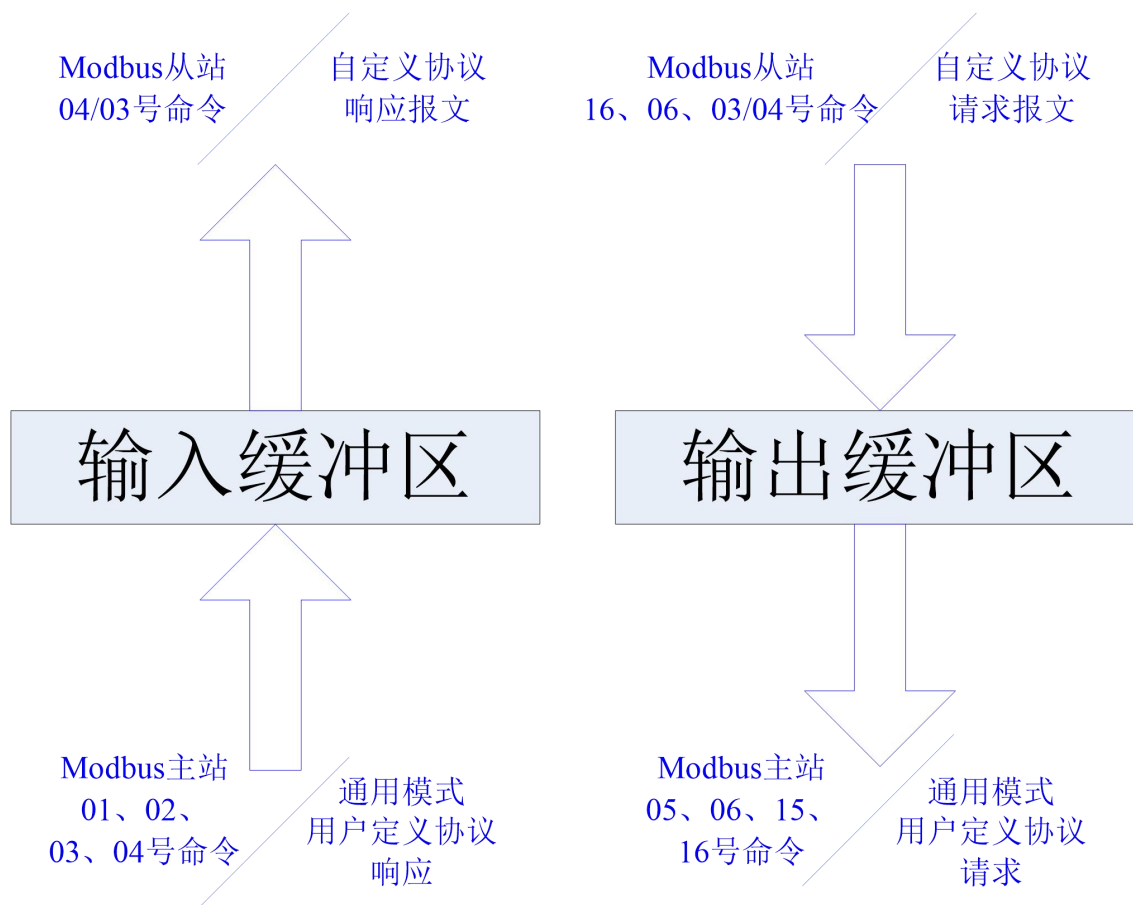 Modbus从站
04/03号命令
自定义协议
响应报文
Modbus从站
16、06、03/04号命令
自定义协议
请求报文
输入缓冲区
输出缓冲区
Modbus主站
01、02、
03、04号命令
通用模式
用户定义协议
响应
Modbus主站
05、06、15、
16号命令
通用模式
用户定义协议
请求